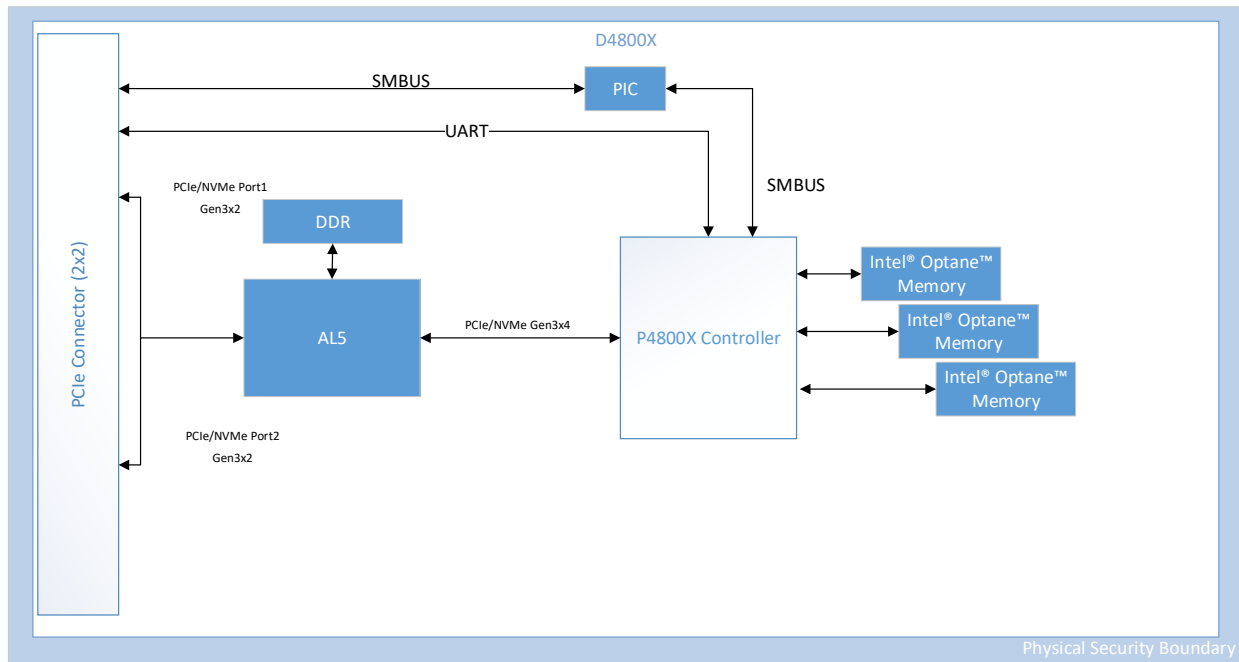 D4800X
SMBUS
PIC
UART
SMBUS
PCIe/NVMe Port1
Gen3x2
DDR
PCIe Connector (2x2)
AL5
PCIe/NVMe Gen3x4
P4800X Controller
Intel® Optane™
Memory
Intel® Optane™
Memory
Intel® Optane™
Memory
PCIe/NVMe Port2
Gen3x2
Physical Security Boundary